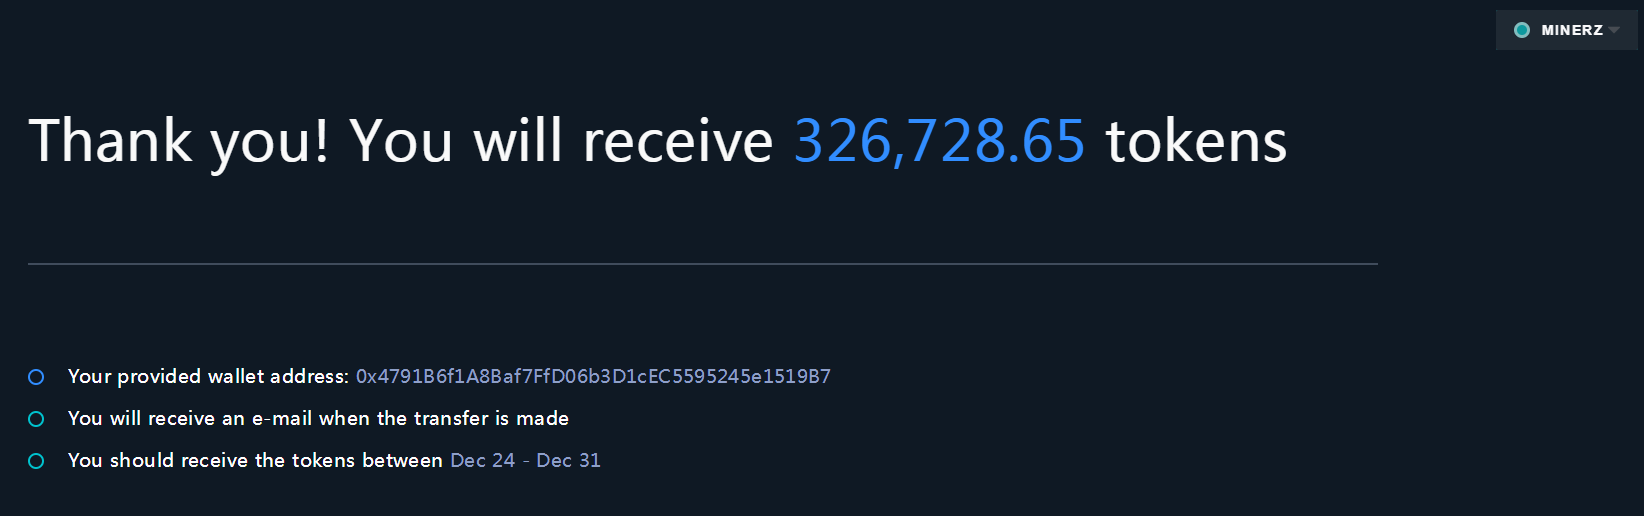 MINERZ
Thank you! You will receive 326,728.65 tokens
Your provided wallet address: 0x4791B6f1A8Baf7FfD06b3D1cEC5595245e1519B7
You will receive an e-mail when the transfer is made
You should receive the tokens between Dec 24 - Dec 31